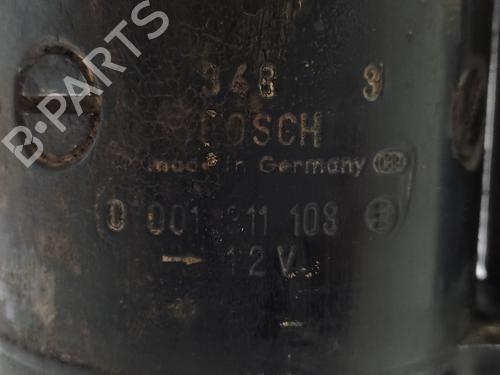 B-PARTS
348 3
BOSCH
made in Germany
0 001 311 108
12V